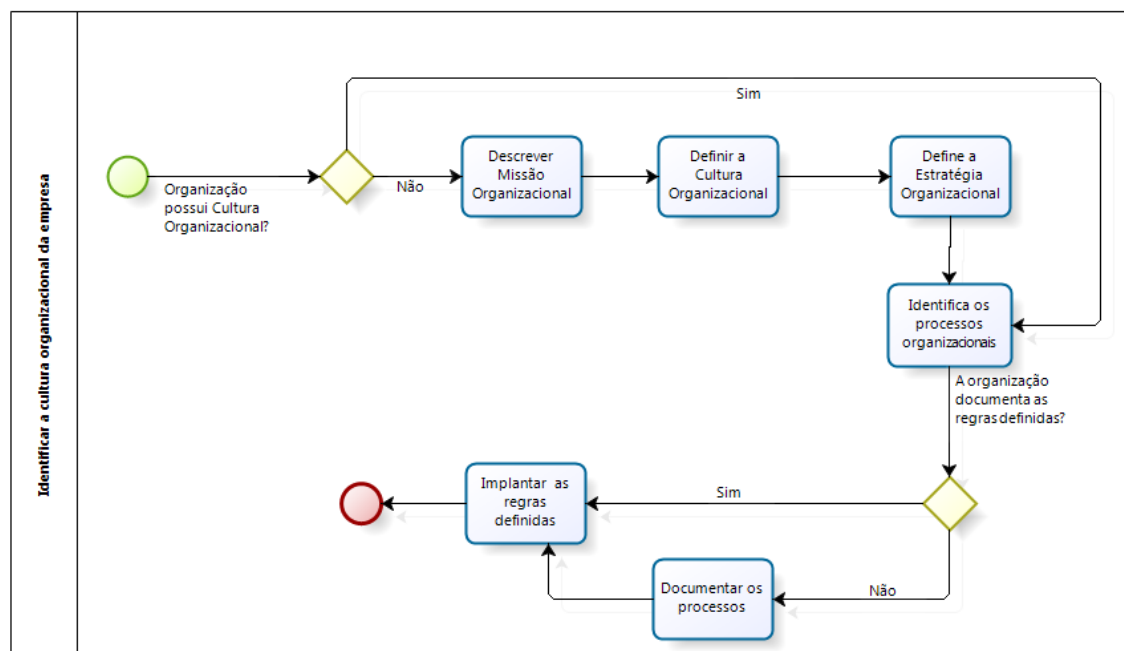 Identificar a cultura organizacional da empresa
Sim
Organização
possui Cultura
Organizacional?
Não
Descrever
Missão
Organizacional
Definir a
Cultura
Organizacional
Define a
Estratégia
Organizacional
Identifica os
processos
organizacionais
A organização
documenta as
regras definidas?
Sim
Implantar as
regras
definidas
Não
Documentar os
processos